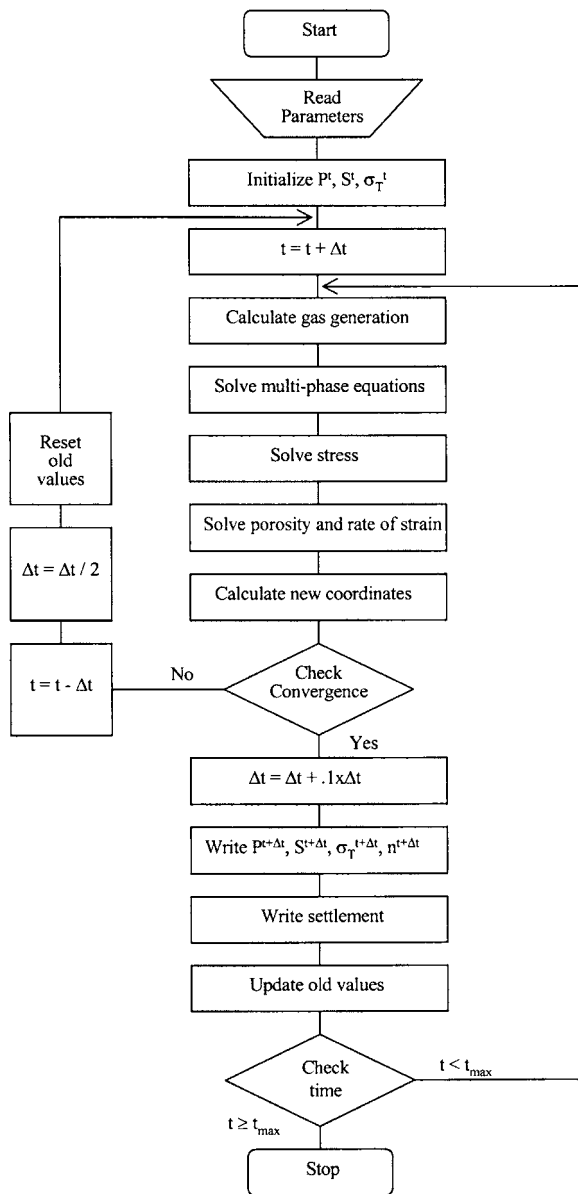 Start
Read
Parameters
Initialize Pᵗ, Sᵗ, σ_Tᵗ
t = t + Δt
Calculate gas generation
Solve multi-phase equations
Solve stress
Reset
old
values
Solve porosity and rate of strain
Δt = Δt / 2
Calculate new coordinates
t = t - Δt
No
Check
Convergence
Yes
Δt = Δt + .1xΔt
Write P^{t+Δt}, S^{t+Δt}, σ_T^{t+Δt}, n^{t+Δt}
Write settlement
Update old values
Check
time
t < t_max
t ≥ t_max
Stop